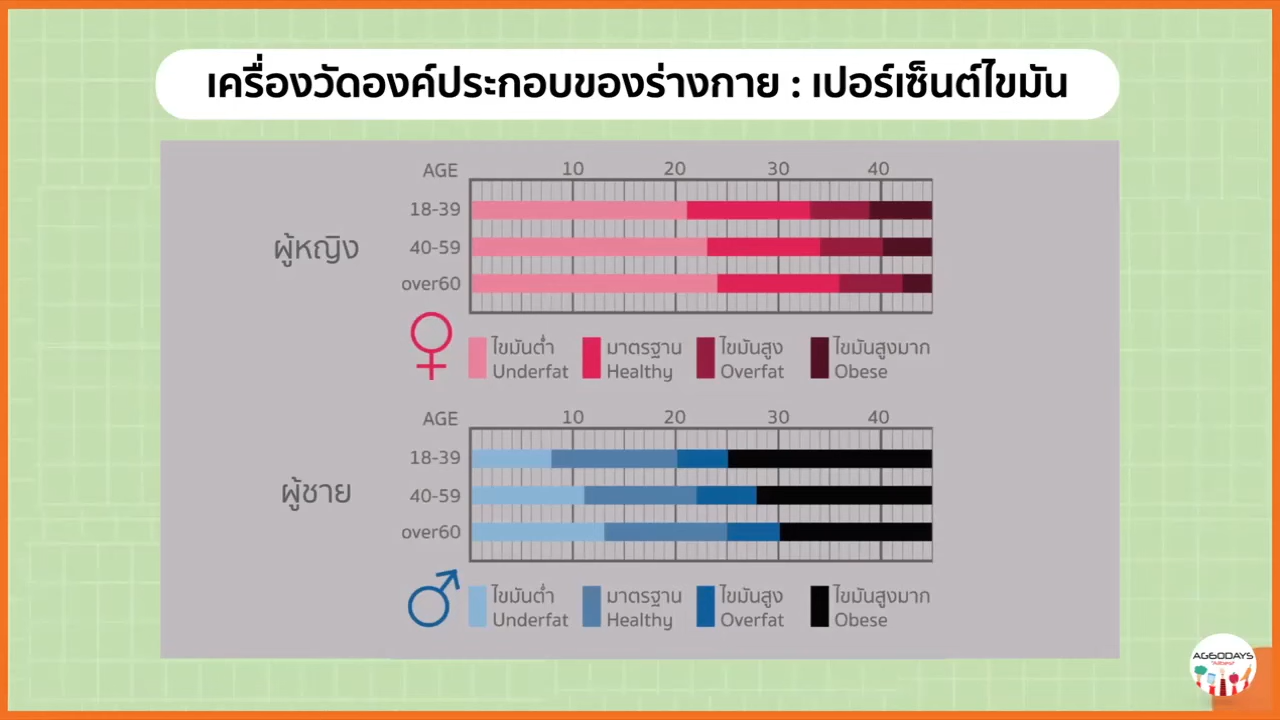 เครื่องวัดองค์ประกอบของร่างกาย : เปอร์เซ็นต์ไขมัน
AGE 10 20 30 40
18-39
ผู้หญิง 40-59
over60
ไขมันต่ำ มาตรฐาน ไขมันสูง ไขมันสูงมาก
Underfat Healthy Overfat Obese
AGE 10 20 30 40
18-39
ผู้ชาย 40-59
over60
ไขมันต่ำ มาตรฐาน ไขมันสูง ไขมันสูงมาก
Underfat Healthy Overfat Obese
AG60DAYS